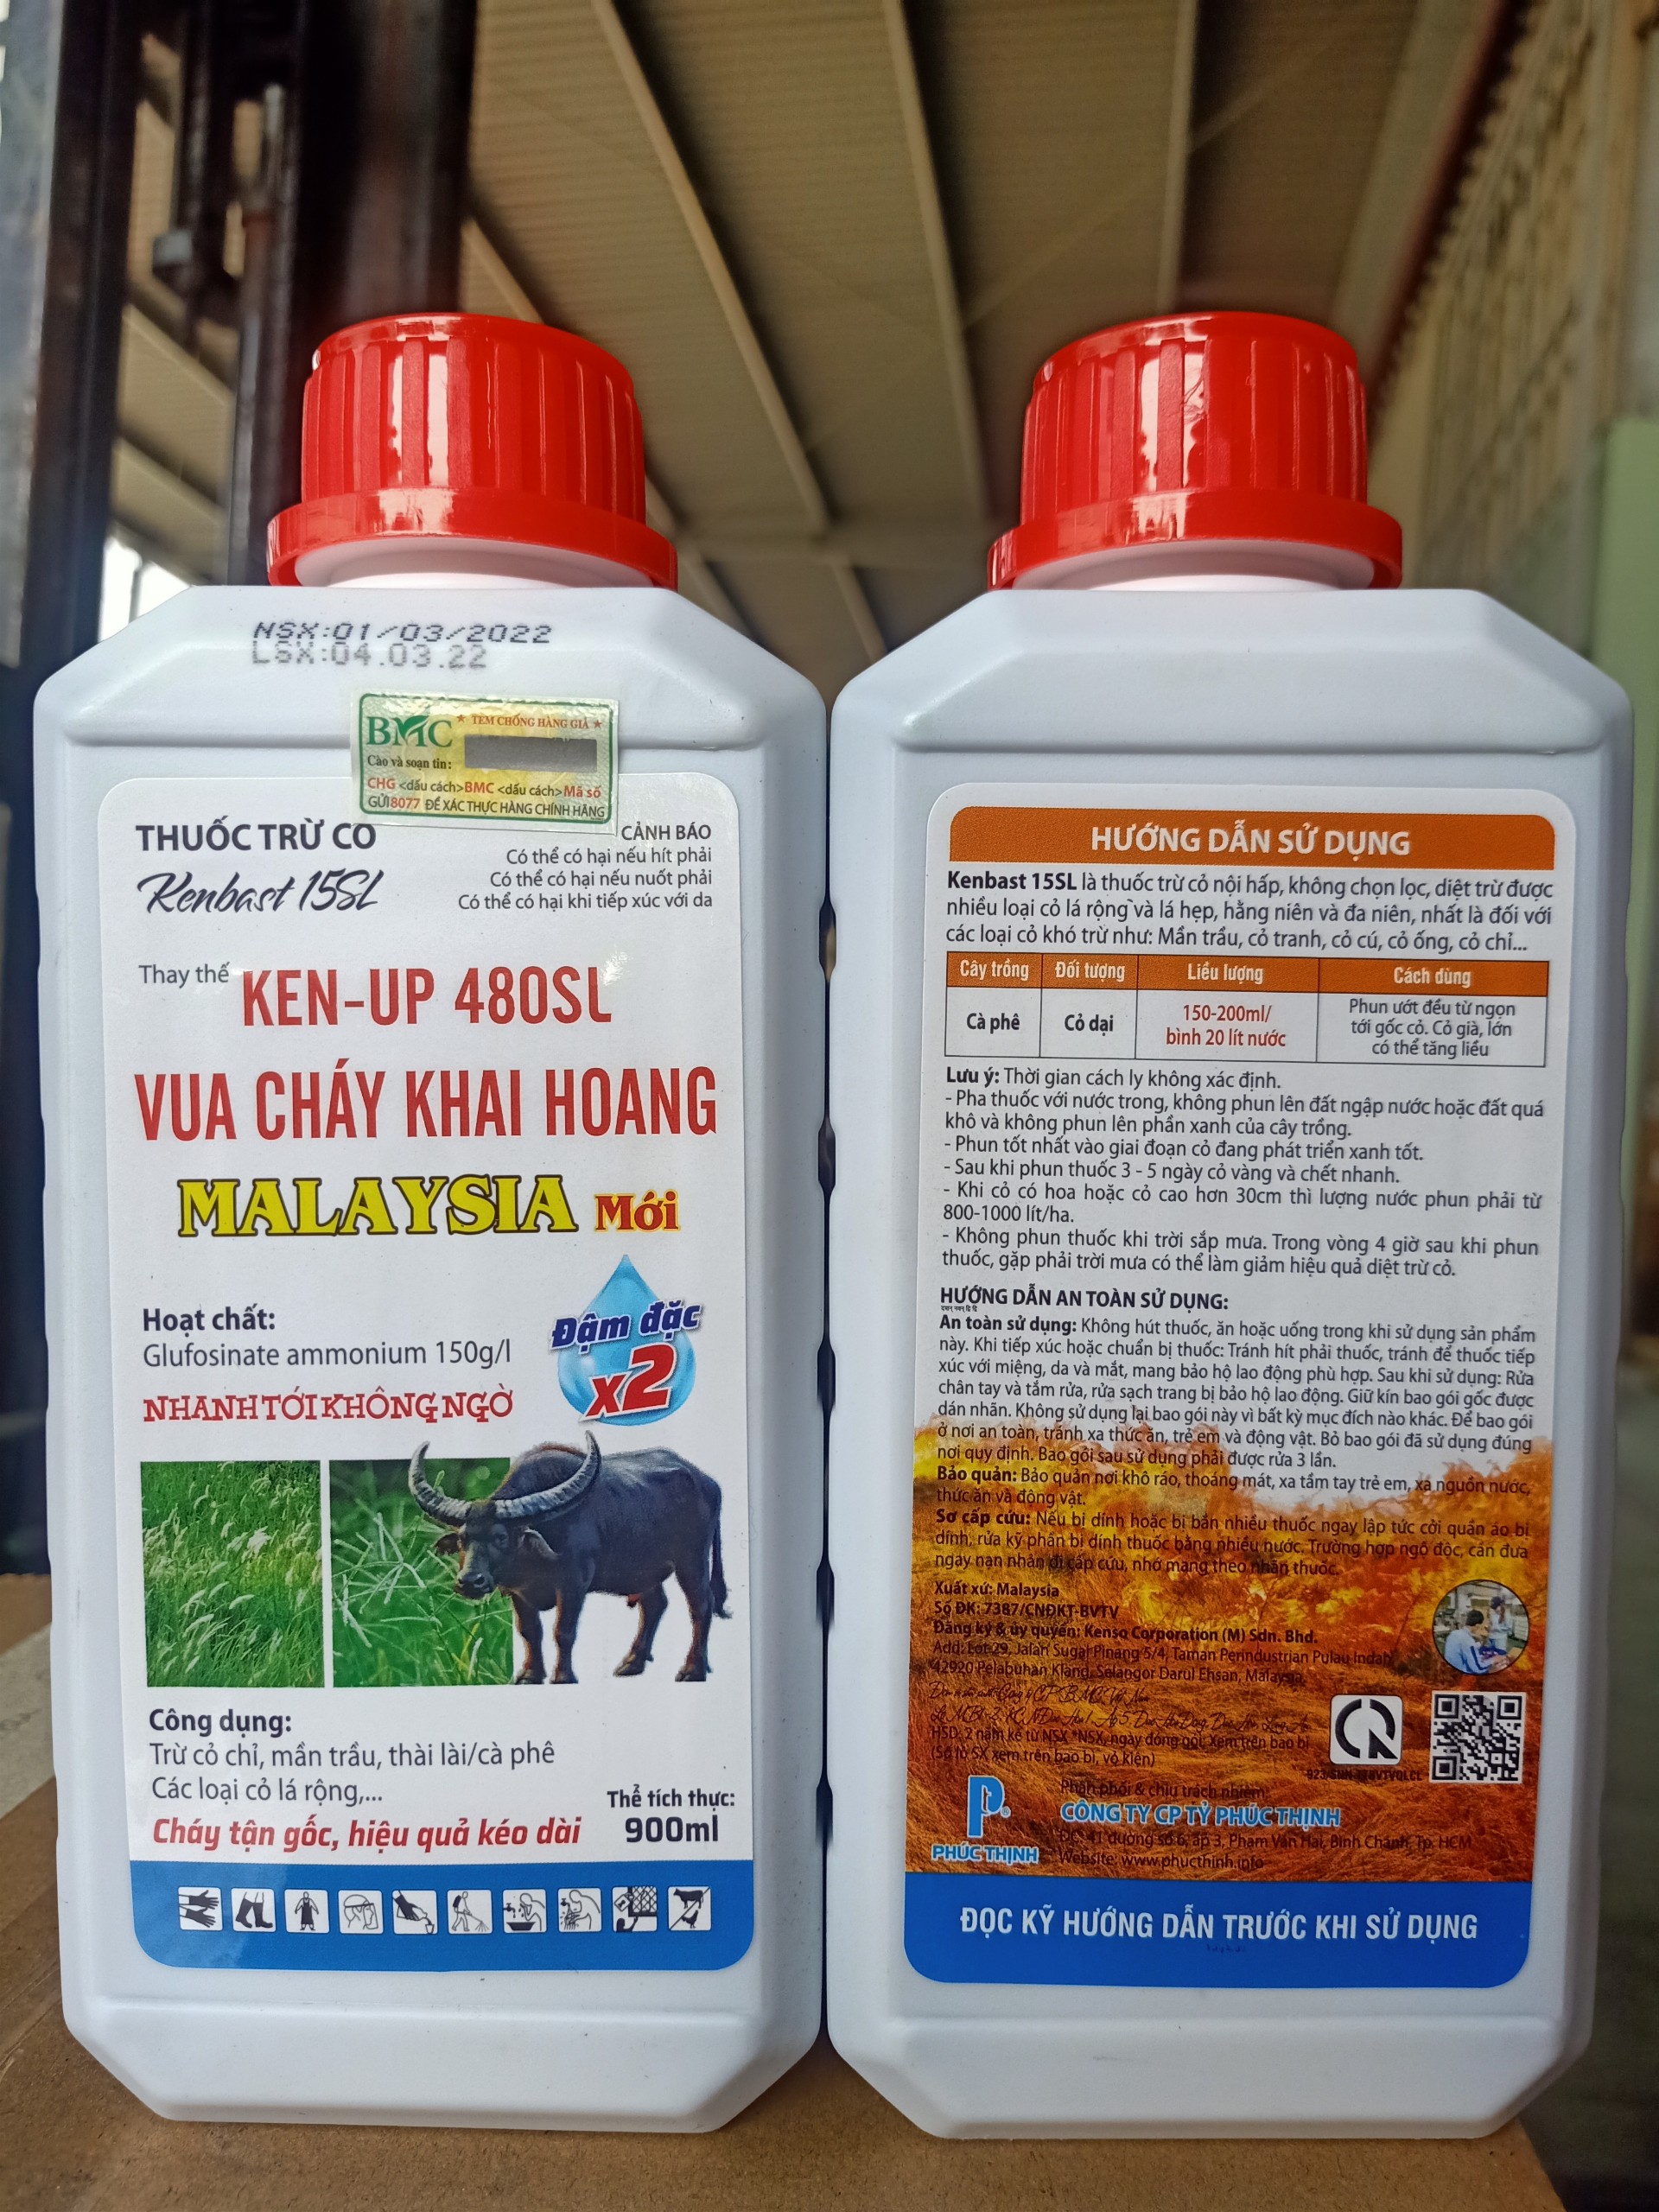 NSX:01/03/2022
LSX:04.03.22
BMC ★ TEM CHỐNG HÀNG GIẢ ★
Cào và soạn tin:
CHG <dấu cách>BMC <dấu cách>Mã số
GỬI 8077 ĐỂ XÁC THỰC HÀNG CHÍNH HÃNG
THUỐC TRỪ CỎ
Kenbast 15SL
CẢNH BÁO
Có thể có hại nếu hít phải
Có thể có hại nếu nuốt phải
Có thể có hại khi tiếp xúc với da
Thay thế KEN-UP 480SL
VUA CHÁY KHAI HOANG
MALAYSIA Mới
Hoạt chất:
Glufosinate ammonium 150g/l
NHANH TỚI KHÔNG NGỜ
Đậm đặc
x2
Công dụng:
Trừ cỏ chỉ, mần trầu, thài lài/cà phê
Các loại cỏ lá rộng,...
Cháy tận gốc, hiệu quả kéo dài
Thể tích thực:
900ml
HƯỚNG DẪN SỬ DỤNG
Kenbast 15SL là thuốc trừ cỏ nội hấp, không chọn lọc, diệt trừ được
nhiều loại cỏ lá rộng và lá hẹp, hằng niên và đa niên, nhất là đối với
các loại cỏ khó trừ như: Mần trầu, cỏ tranh, cỏ cú, cỏ ống, cỏ chỉ...
Cây trồng Đối tượng Liều lượng Cách dùng
Cà phê Cỏ dại 150-200ml/
bình 20 lít nước
Phun ướt đều từ ngọn
tới gốc cỏ. Cỏ già, lớn
có thể tăng liều
Lưu ý: Thời gian cách ly không xác định.
- Pha thuốc với nước trong, không phun lên đất ngập nước hoặc đất quá
khô và không phun lên phần xanh của cây trồng.
- Phun tốt nhất vào giai đoạn cỏ đang phát triển xanh tốt.
- Sau khi phun thuốc 3 - 5 ngày cỏ vàng và chết nhanh.
- Khi cỏ có hoa hoặc cỏ cao hơn 30cm thì lượng nước phun phải từ
800-1000 lít/ha.
- Không phun thuốc khi trời sắp mưa. Trong vòng 4 giờ sau khi phun
thuốc, gặp phải trời mưa có thể làm giảm hiệu quả diệt trừ cỏ.
HƯỚNG DẪN AN TOÀN SỬ DỤNG:
An toàn sử dụng: Không hút thuốc, ăn hoặc uống trong khi sử dụng sản phẩm
này. Khi tiếp xúc hoặc chuẩn bị thuốc: Tránh hít phải thuốc, tránh để thuốc tiếp
xúc với miệng, da và mắt, mang bảo hộ lao động phù hợp. Sau khi sử dụng: Rửa
chân tay và tắm rửa, rửa sạch trang bị bảo hộ lao động. Giữ kín bao gói gốc được
dán nhãn. Không sử dụng lại bao gói này vì bất kỳ mục đích nào khác. Để bao gói
ở nơi an toàn, tránh xa thức ăn, trẻ em và động vật. Bỏ bao gói đã sử dụng đúng
nơi quy định. Bao gói sau sử dụng phải được rửa 3 lần.
Bảo quản: Bảo quản nơi khô ráo, thoáng mát, xa tầm tay trẻ em, xa nguồn nước,
thức ăn và động vật.
Sơ cấp cứu: Nếu bị dính hoặc bị bắn nhiều thuốc ngay lập tức cởi quần áo bị
dính, rửa kỹ phần bị dính thuốc bằng nhiều nước. Trường hợp ngộ độc, cần đưa
ngay nạn nhân đi cấp cứu, nhớ mang theo nhãn thuốc.
Xuất xứ: Malaysia
Số ĐK: 7387/CNĐKT-BVTV
Đăng ký & ủy quyền: Kenso Corporation (M) Sdn. Bhd.
Add: Lot 29, Jalan Sugai Pinang 5/4, Taman Perindustrian Pulau Indah
42920 Pelabuhan Klang, Selangor Darul Ehsan, Malaysia.
HSD: 2 năm kể từ NSX *NSX, ngày đóng gói: Xem trên bao bì
(Số lô SX xem trên bao bì, vỏ kiện)
Phân phối & chịu trách nhiệm:
CÔNG TY CP TỶ PHÚC THỊNH
ĐC: 41 đường số 6, ấp 3, Phạm Văn Hai, Bình Chánh, Tp. HCM
Website: www.phucthinh.info
P ®
PHÚC THỊNH
ĐỌC KỸ HƯỚNG DẪN TRƯỚC KHI SỬ DỤNG